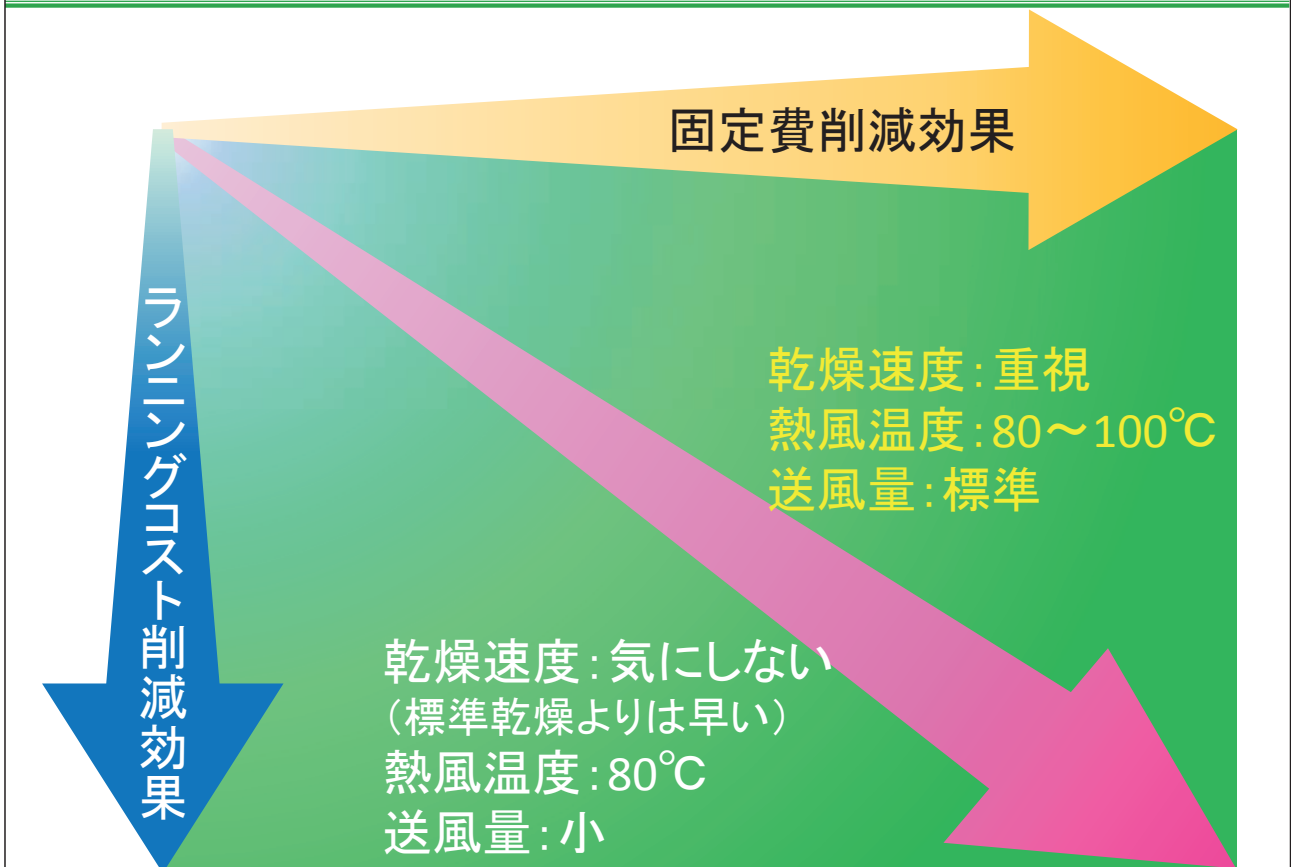 固定費削減効果
ランニングコスト削減効果
乾燥速度:重視
熱風温度:80～100℃
送風量:標準
乾燥速度:気にしない
（標準乾燥よりは早い）
熱風温度:80℃
送風量:小